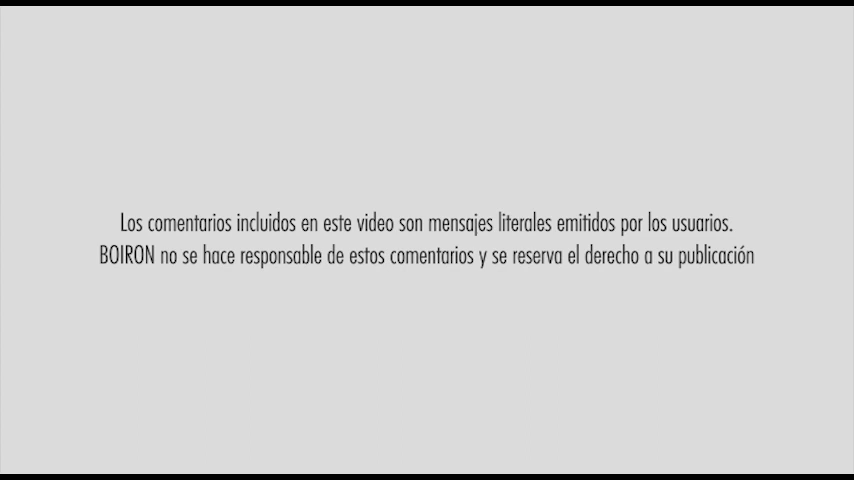 Los comentarios incluidos en este video son mensajes literales emitidos por los usuarios.
BOIRON no se hace responsable de estos comentarios y se reserva el derecho a su publicación